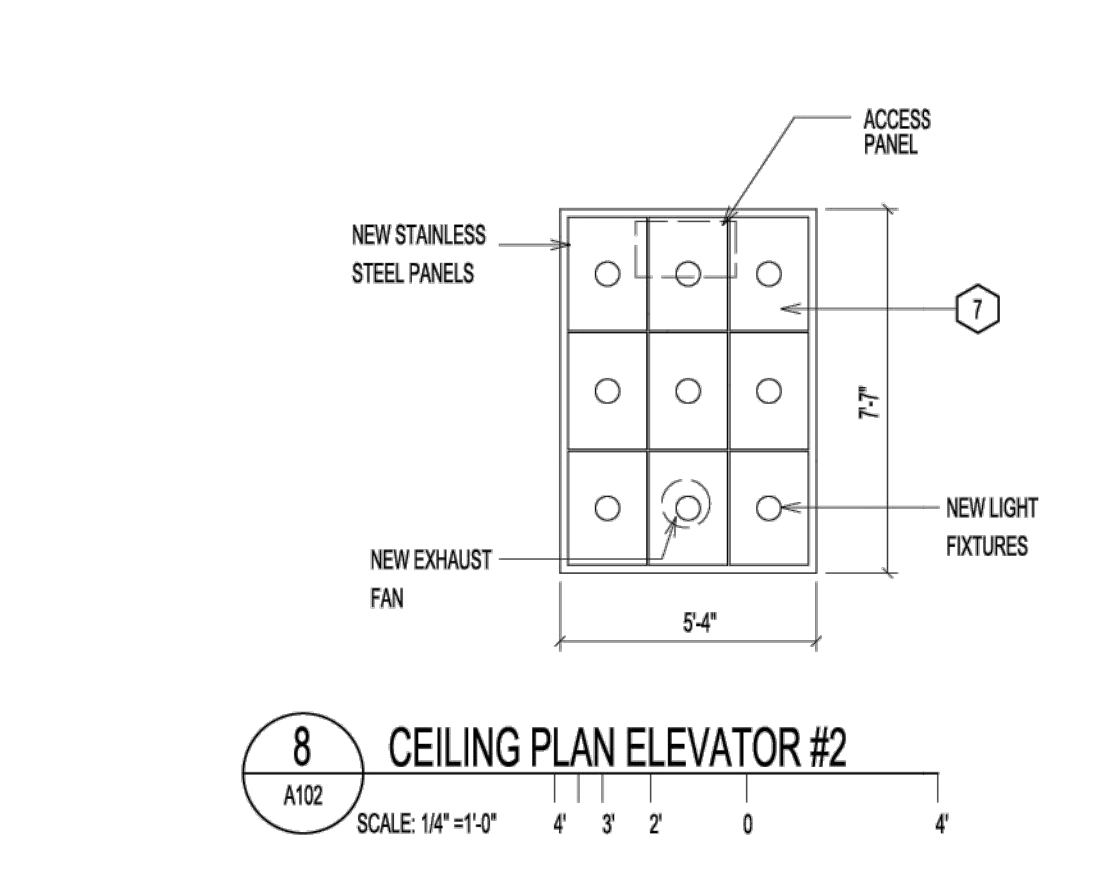 ACCESS
PANEL
NEW STAINLESS
STEEL PANELS
7
7'-7"
NEW LIGHT
FIXTURES
NEW EXHAUST
FAN
5'-4"
8
A102
CEILING PLAN ELEVATOR #2
SCALE: 1/4" =1'-0"
4' 3' 2' 0 4'